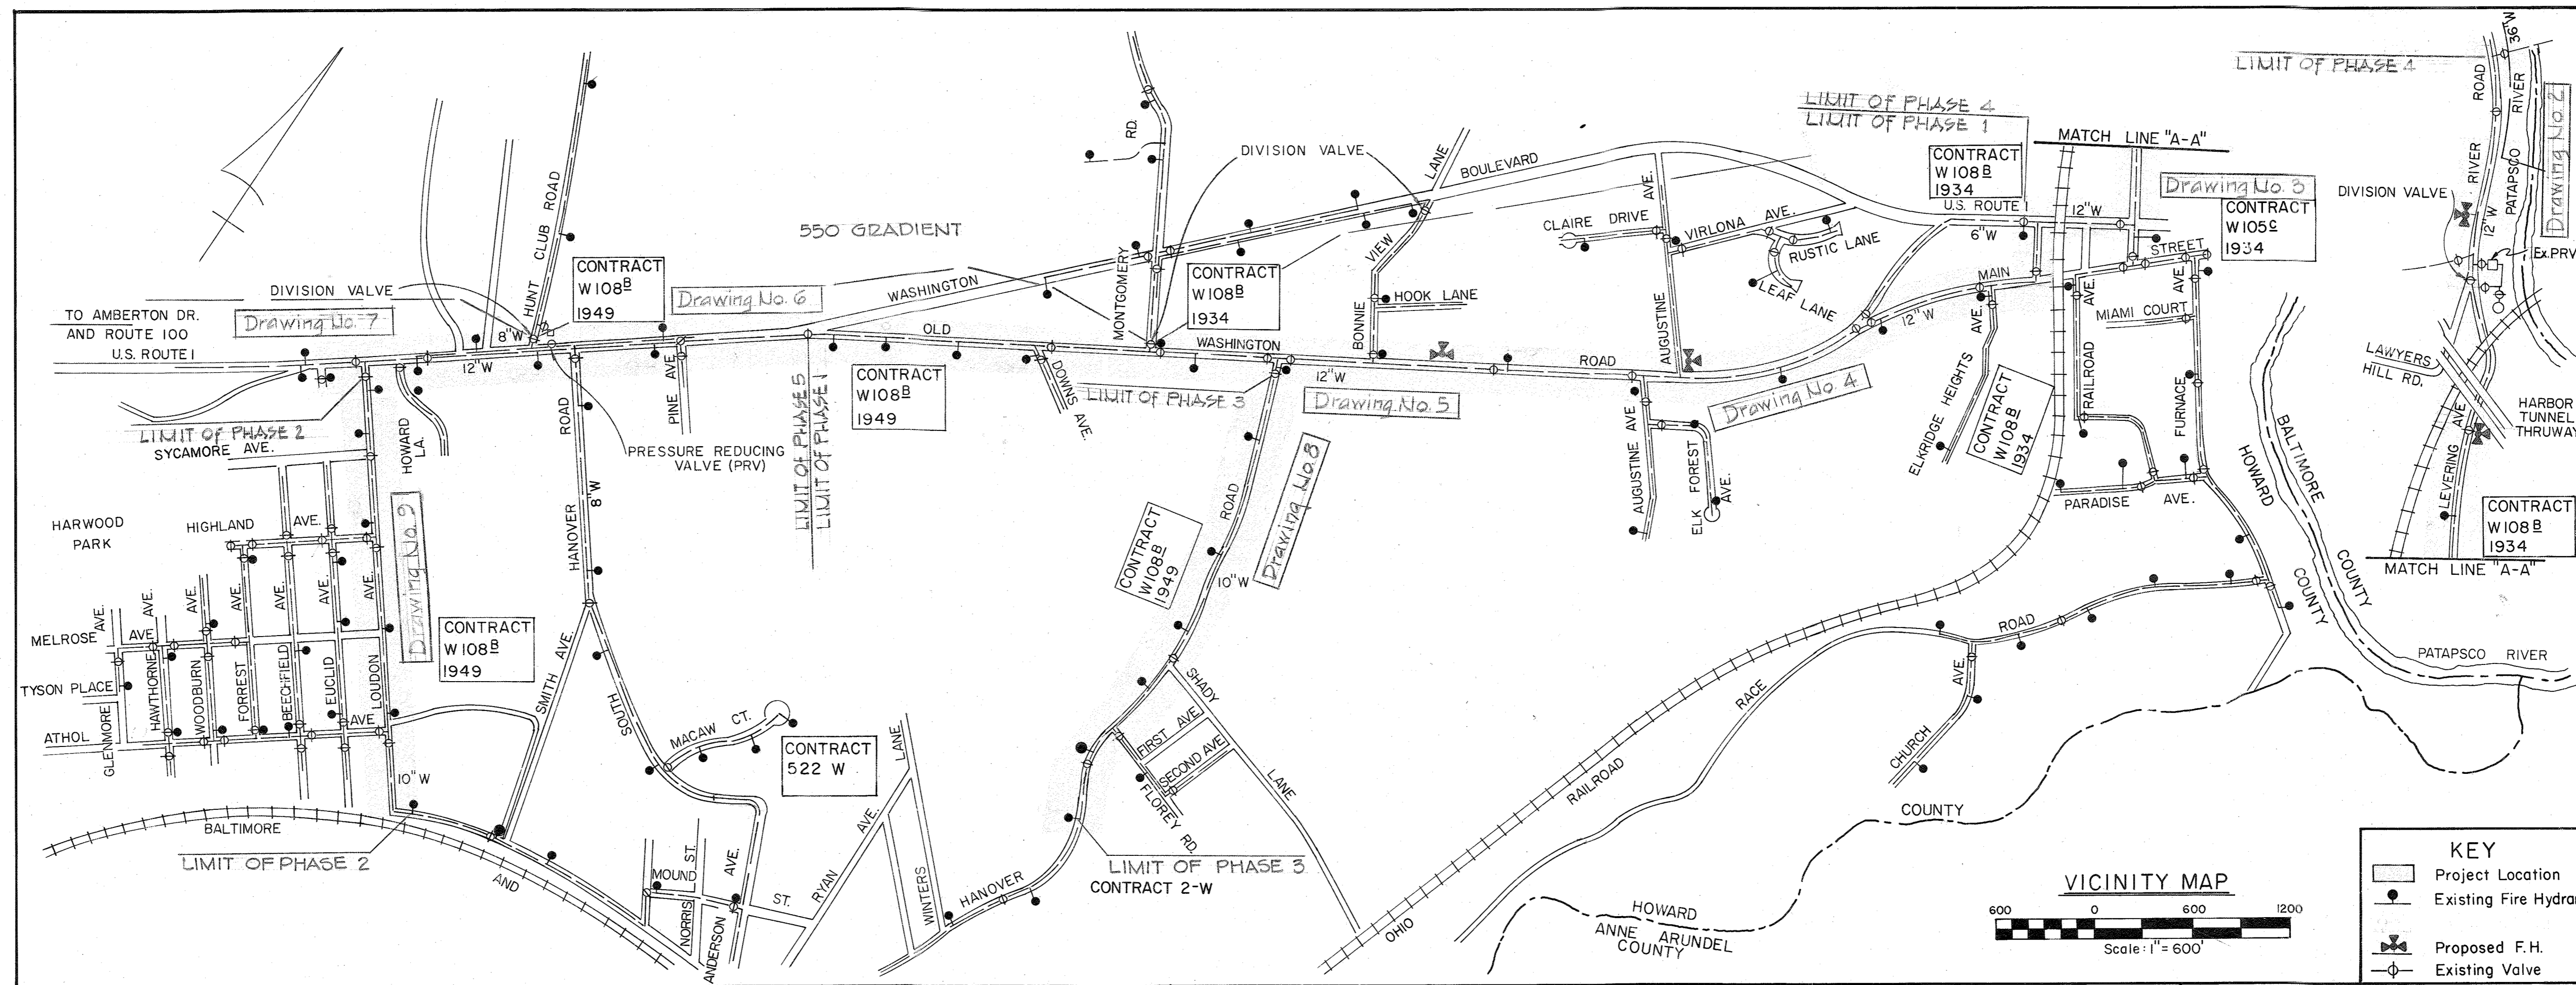 LIMIT OF PHASE 4
36"W
ROAD
RIVER
RIVER
PATAPSCO
Drawing No. 2
DIVISION VALVE
12"W
Ex.PRV
LAWYERS
HILL RD.
HARBOR
TUNNEL
THRUWAY
LEVERING AVE
CONTRACT
W108B
1934
MATCH LINE "A-A"
LIMIT OF PHASE 4
LIMIT OF PHASE 1
MATCH LINE "A-A"
CONTRACT
W108B
1934
U.S. ROUTE 1
12"W
6"W
Drawing No. 3
CONTRACT
W105C
1934
MAIN STREET
RD.
DIVISION VALVE
LANE
BOULEVARD
AVE.
CLAIRE DRIVE
VIRLONA AVE.
RUSTIC LANE
LEAF LANE
550 GRADIENT
HUNT CLUB ROAD
DIVISION VALVE
CONTRACT
W108B
1949
Drawing No. 6
WASHINGTON
MONTGOMERY
CONTRACT
W108B
1934
VIEW
BONNIE
HOOK LANE
TO AMBERTON DR.
AND ROUTE 100
Drawing No. 7
U.S. ROUTE 1
8"W
12"W
OLD
WASHINGTON
ROAD
12"W
AUGUSTINE
12"W
MIAMI COURT
LIMIT OF PHASE 2
SYCAMORE AVE.
HOWARD
LA.
ROAD
PINE AVE
PRESSURE REDUCING
VALVE (PRV)
LIMIT OF PHASE 5
LIMIT OF PHASE 1
CONTRACT
W108B
1949
DOWNS AVE.
LIMIT OF PHASE 3
Drawing No. 5
Drawing No. 4
ELKRIDGE HEIGHTS AVE.
CONTRACT
W108B
1934
RAILROAD AVE.
FURNACE AVE.
PARADISE AVE.
AUGUSTINE AVE
ELK FOREST
AVE.
BALTIMORE COUNTY
HOWARD COUNTY
HARWOOD
PARK
HIGHLAND AVE.
Drawing No. 9
HANOVER
8"W
ROAD
Drawing No. 8
CONTRACT
W108B
1949
10"W
MELROSE AVE
AVE.
AVE.
AVE.
AVE.
AVE.
AVE.
AVE.
TYSON PLACE
GLENMORE
HAWTHORNE
WOODBURN
FORREST
BEECHFIELD
EUCLID
LOUDON
ATHOL AVE
CONTRACT
W108B
1949
SMITH AVE.
SOUTH
MACAW CT.
CONTRACT
522 W
LANE
SHADY
LANE
FIRST AVE
SECOND AVE
FLOREY RD.
10"W
BALTIMORE
AND
OHIO
RAILROAD
LIMIT OF PHASE 2
MOUND ST.
NORRIS
ANDERSON AVE.
ST.
RYAN AVE.
WINTERS
HANOVER
LIMIT OF PHASE 3
CONTRACT 2-W
RACE ROAD
CHURCH AVE.
PATAPSCO RIVER
COUNTY
HOWARD
ANNE ARUNDEL
COUNTY
VICINITY MAP
600 0 600 1200
Scale: 1" = 600'
KEY
Project Location
Existing Fire Hydra
Proposed F.H.
Existing Valve